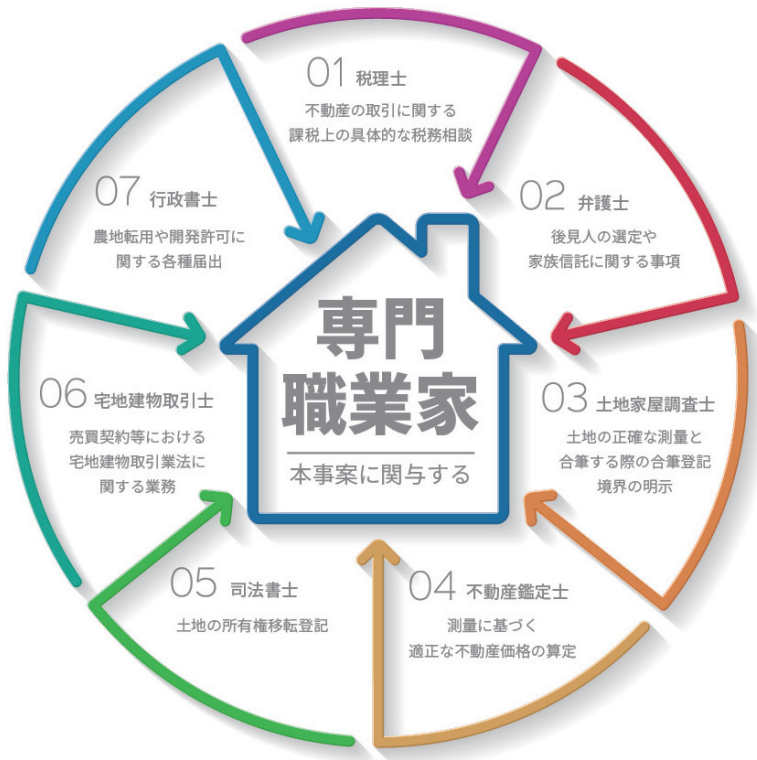 01 税理士
不動産の取引に関する
課税上の具体的な税務相談
02 弁護士
後見人の選定や
家族信託に関する事項
03 土地家屋調査士
土地の正確な測量と
合筆する際の合筆登記
境界の明示
04 不動産鑑定士
測量に基づく
適正な不動産価格の算定
05 司法書士
土地の所有権移転登記
06 宅地建物取引士
売買契約等における
宅地建物取引業法に
関する業務
07 行政書士
農地転用や開発許可に
関する各種届出
専門
職業家
本事案に関与する